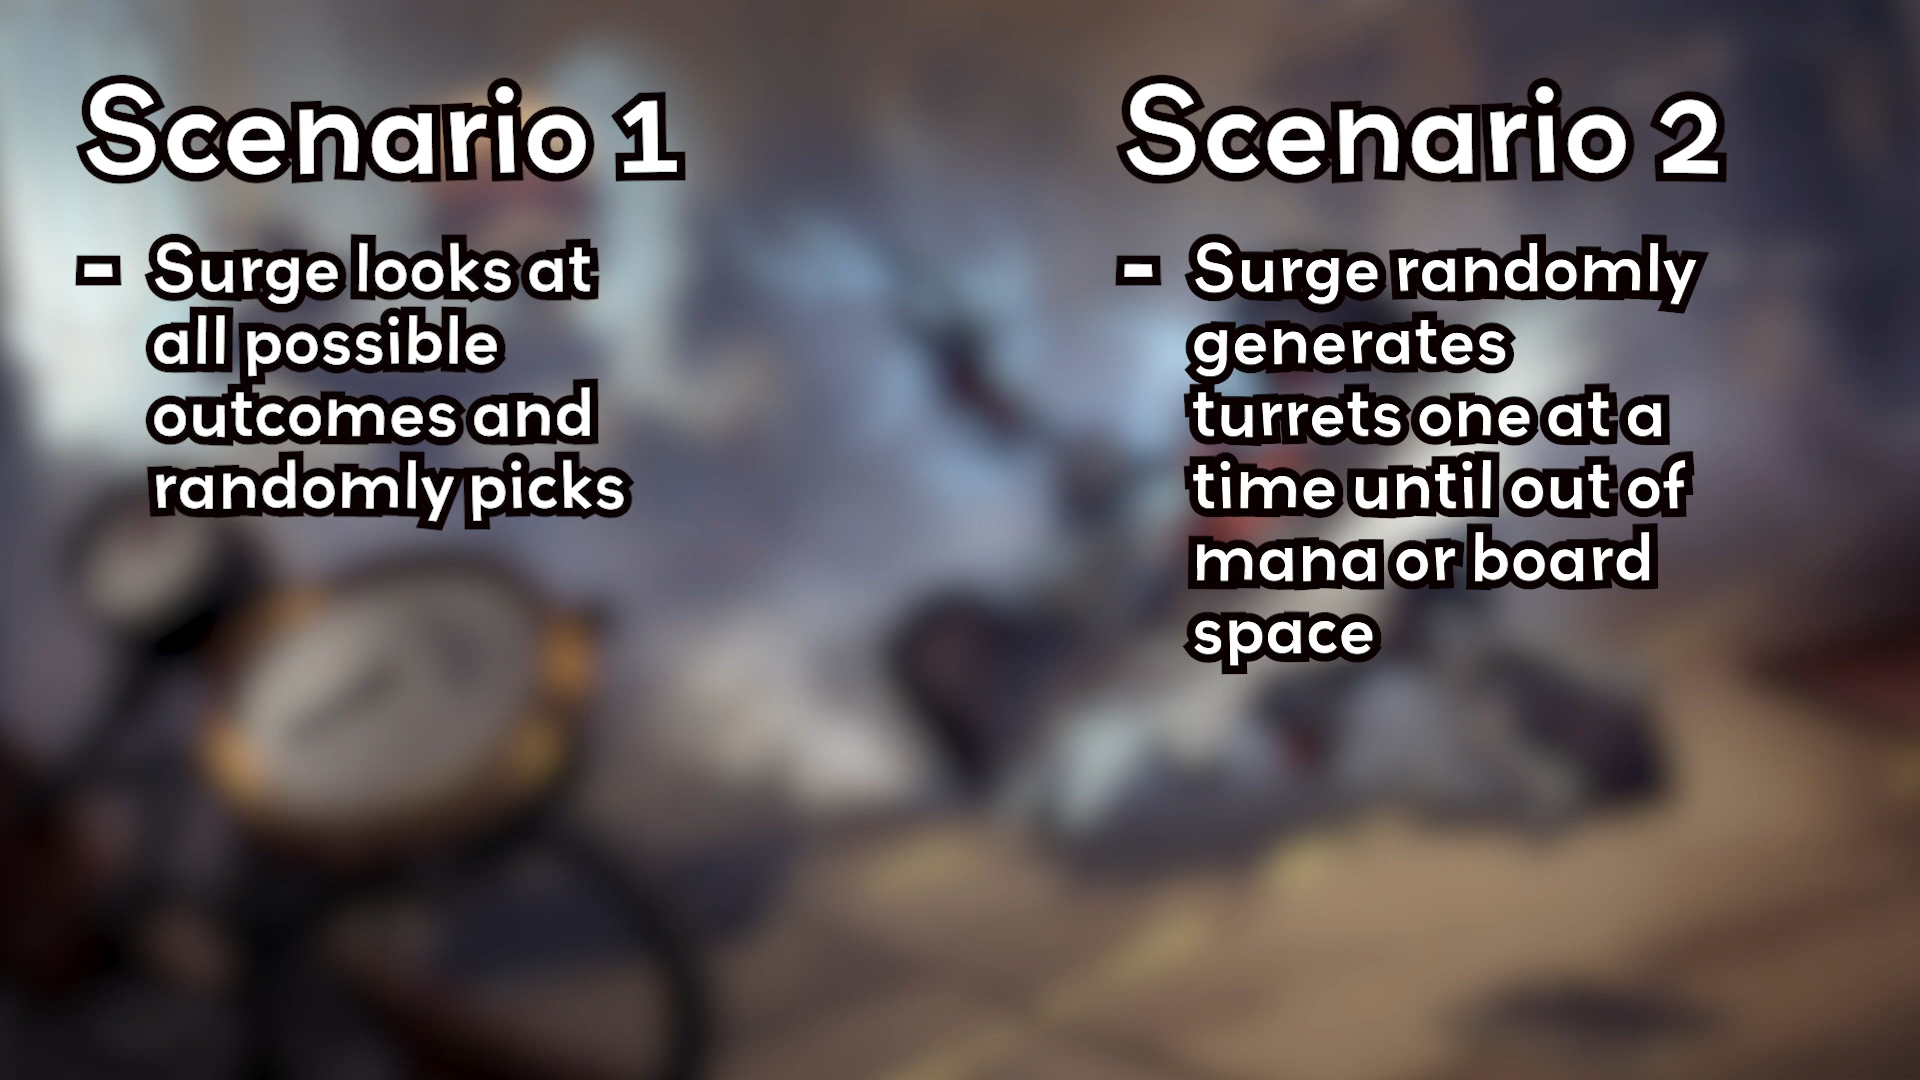 Scenario 1
- Surge looks at
all possible
outcomes and
randomly picks
Scenario 2
- Surge randomly
generates
turrets one at a
time until out of
mana or board
space